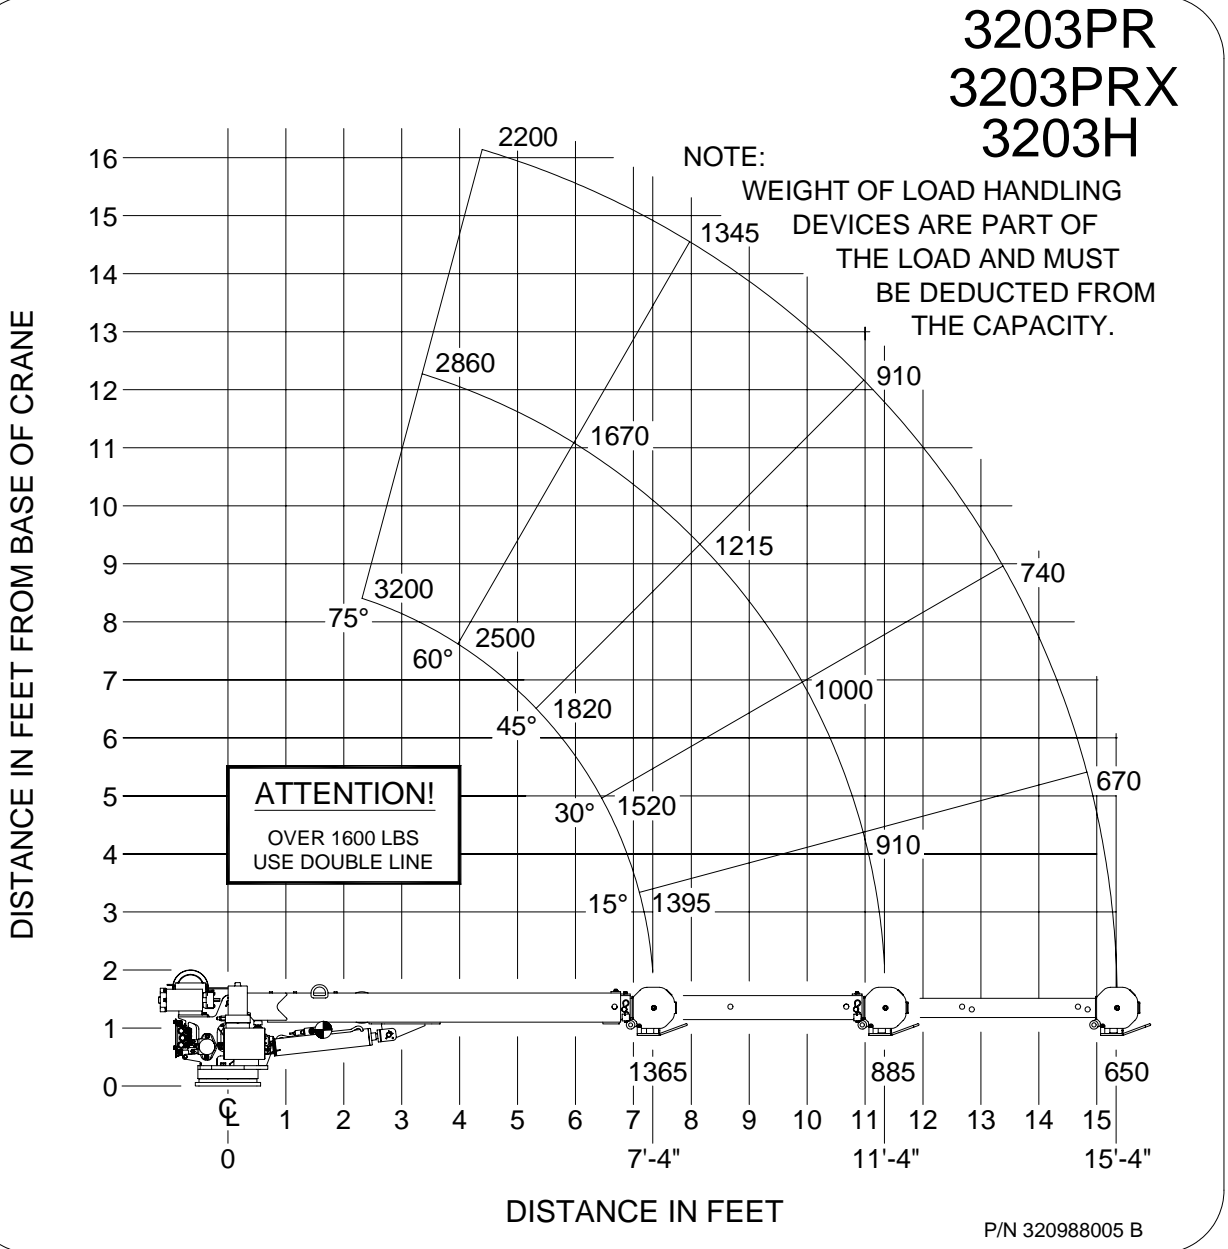 3203PR
3203PRX
3203H
NOTE:
WEIGHT OF LOAD HANDLING
DEVICES ARE PART OF
THE LOAD AND MUST
BE DEDUCTED FROM
THE CAPACITY.
DISTANCE IN FEET FROM BASE OF CRANE
16
15
14
13
12
11
10
9
8
7
6
5
4
3
2
1
0
2200
1345
910
740
670
650
2860
1670
1215
1000
910
885
3200
2500
1820
1520
1395
1365
75°
60°
45°
30°
15°
ATTENTION!
OVER 1600 LBS
USE DOUBLE LINE
℄ 1 2 3 4 5 6 7 8 9 10 11 12 13 14 15
0 7'-4" 11'-4" 15'-4"
DISTANCE IN FEET
P/N 320988005 B